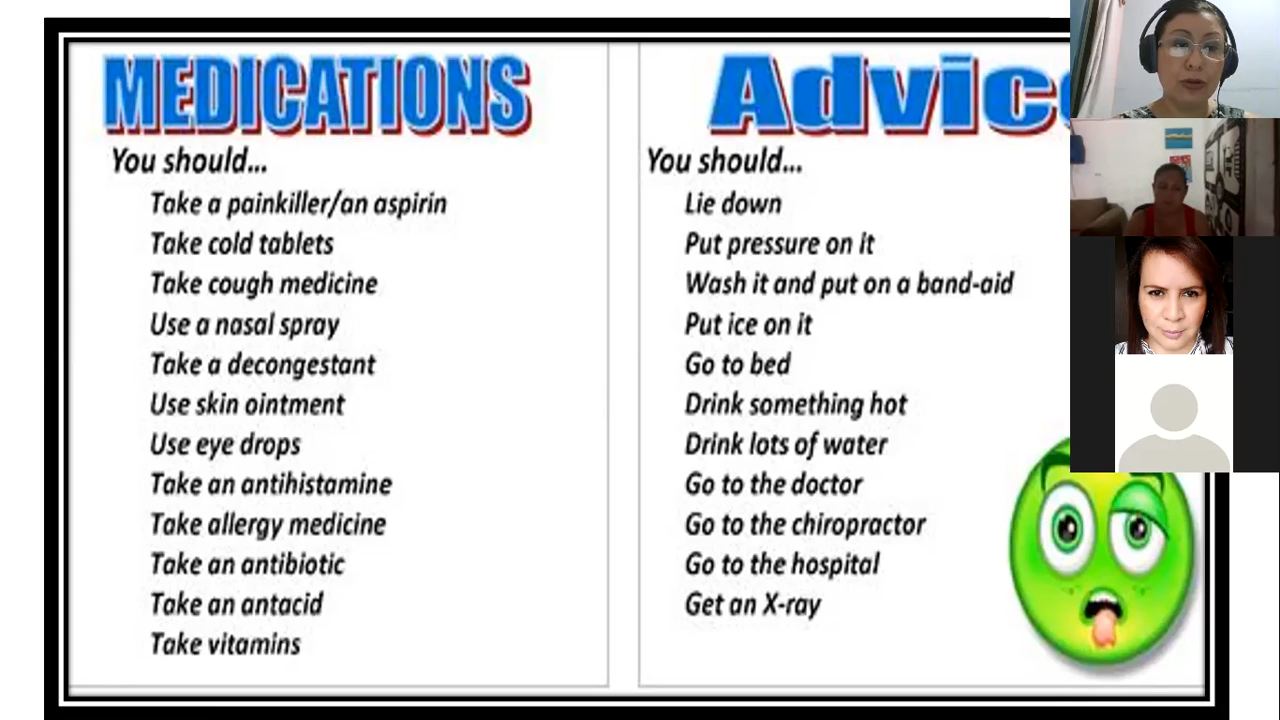 MEDICATIONS
You should...
Take a painkiller/an aspirin
Take cold tablets
Take cough medicine
Use a nasal spray
Take a decongestant
Use skin ointment
Use eye drops
Take an antihistamine
Take allergy medicine
Take an antibiotic
Take an antacid
Take vitamins
Advic
You should...
Lie down
Put pressure on it
Wash it and put on a band-aid
Put ice on it
Go to bed
Drink something hot
Drink lots of water
Go to the doctor
Go to the chiropractor
Go to the hospital
Get an X-ray